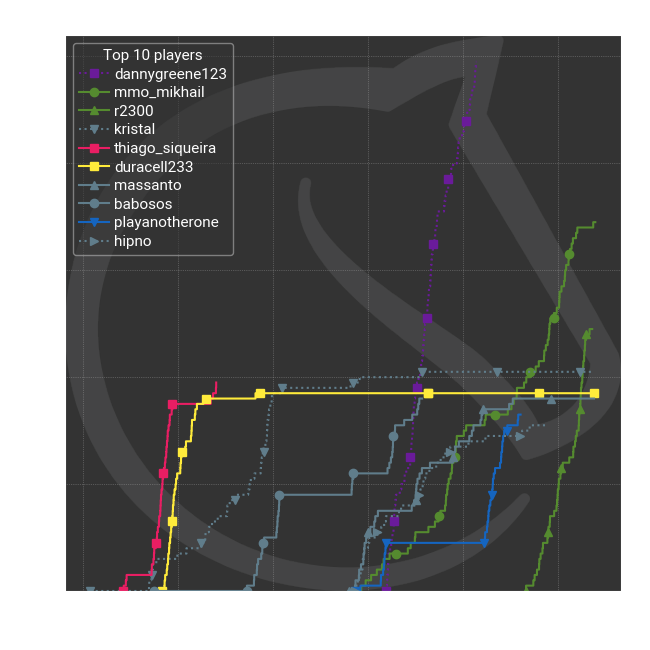 Top 10 players
dannygreene123
mmo_mikhail
r2300
kristal
thiago_siqueira
duracell233
massanto
babosos
playanotherone
hipno